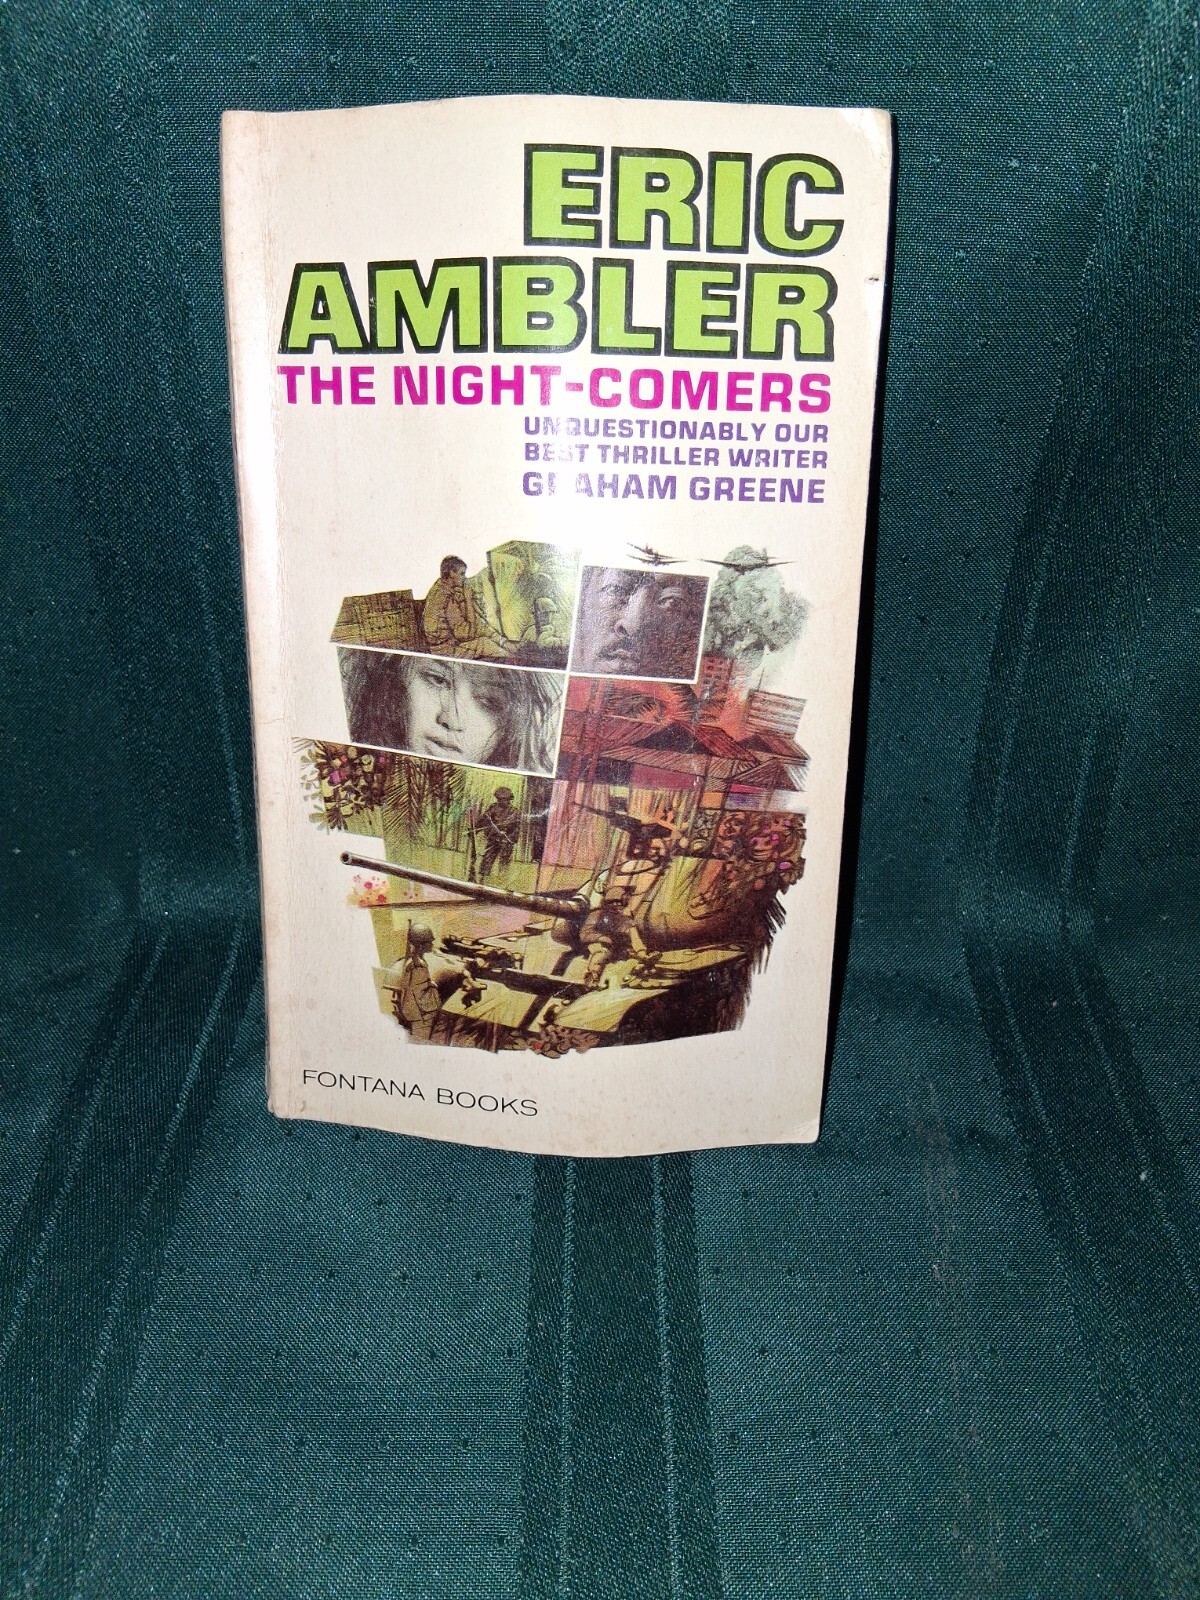 ERIC
AMBLER
THE NIGHT-COMERS
UNQUESTIONABLY OUR
BEST THRILLER WRITER
GRAHAM GREENE
FONTANA BOOKS